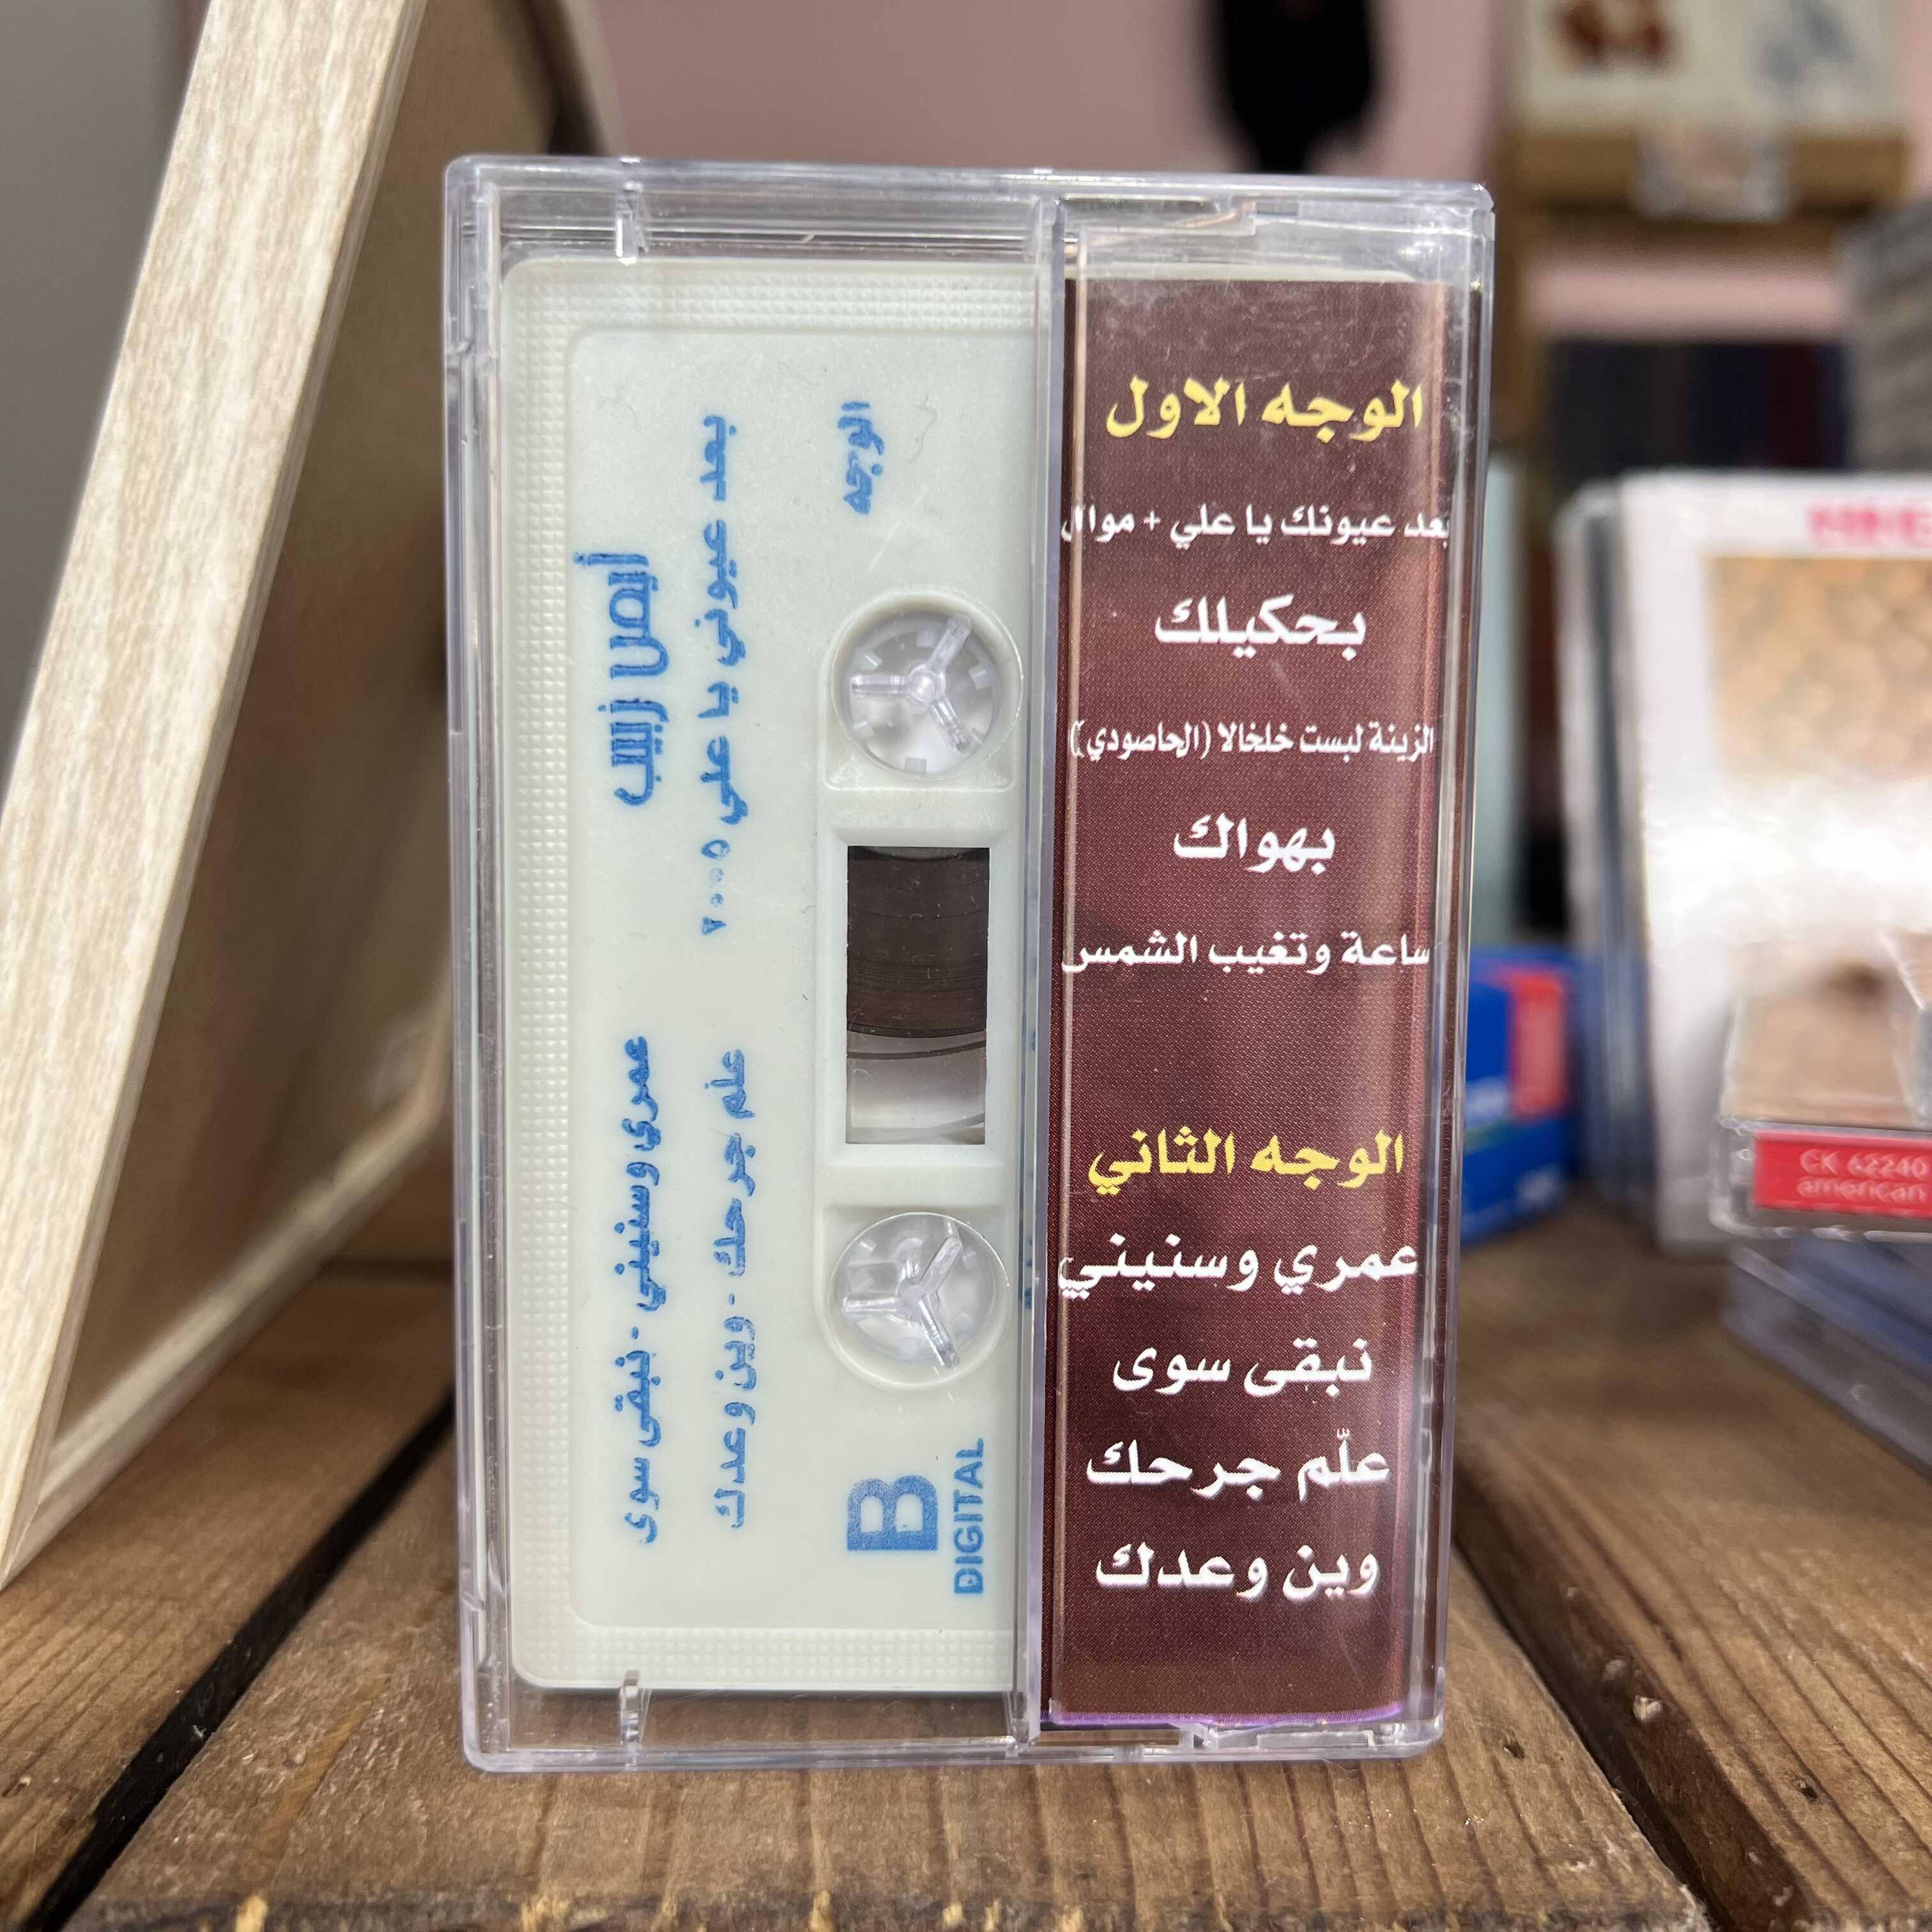 الوجه الاول
بعد عيونك يا علي + موال
بحكيلك
الزينة لبست خلخالا (الحاصودي)
بهواك
ساعة وتغيب الشمس
الوجه الثاني
عمري وسنيني
نبقى سوى
علّم جرحك
وين وعدك
أيمن زبيب
بعد عيوني يا علي ٢٠٠٥
الوجه
عمري وسنيني - نبقى سوى
علم جرحك - وين وعدك
B
DIGITAL
CK 62240
american